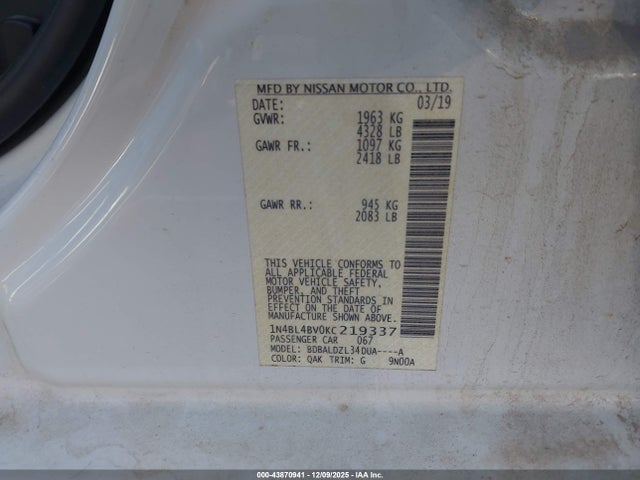 MFD BY NISSAN MOTOR CO., LTD.
DATE: 03/19
GVWR: 1963 KG
4328 LB
GAWR FR.: 1097 KG
2418 LB
GAWR RR.: 945 KG
2083 LB
THIS VEHICLE CONFORMS TO
ALL APPLICABLE FEDERAL
MOTOR VEHICLE SAFETY,
BUMPER, AND THEFT
PREVENTION STANDARDS IN
EFFECT ON THE DATE OF
MANUFACTURE SHOWN ABOVE.
1N4BL4BV0KC219337
PASSENGER CAR 067
MODEL: BDBALDZL34DUA----A
COLOR: QAK TRIM: G 9N00A
000-43870941 - 12/09/2025 - IAA Inc.